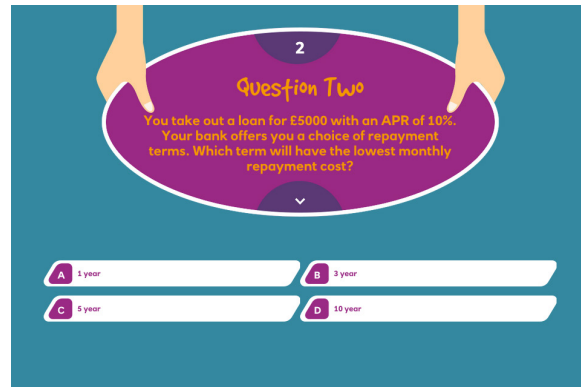 2
Question Two
You take out a loan for £5000 with an APR of 10%.
Your bank offers you a choice of repayment
terms. Which term will have the lowest monthly
repayment cost?
A 1 year
B 3 year
C 5 year
D 10 year